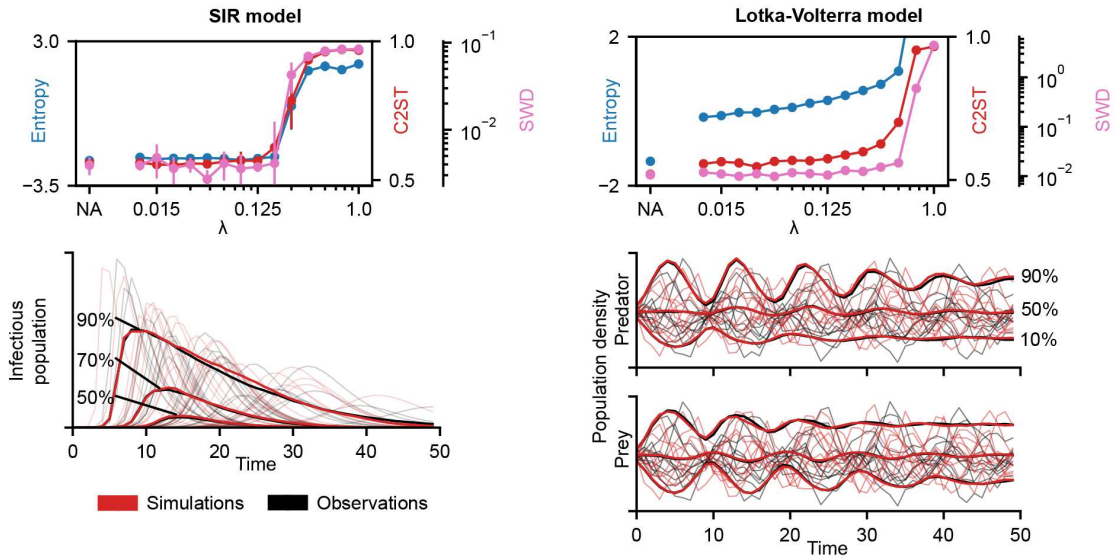 SIR model
3.0
Entropy
−3.5
1.0
C2ST
0.5
10⁻¹
SWD
10⁻²
NA
0.015
0.125
1.0
λ
Infectious
population
90%
70%
50%
0
10
20
30
40
50
Time
Simulations
Observations
Lotka-Volterra model
2
Entropy
−2
1.0
C2ST
0.5
SWD
10⁰
10⁻¹
10⁻²
NA
0.015
0.125
1.0
λ
Population density
Predator
90%
50%
10%
Prey
0
10
20
30
40
50
Time